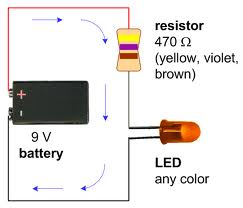 resistor
470 Ω
(yellow, violet,
brown)
+
9 V
battery
LED
any color